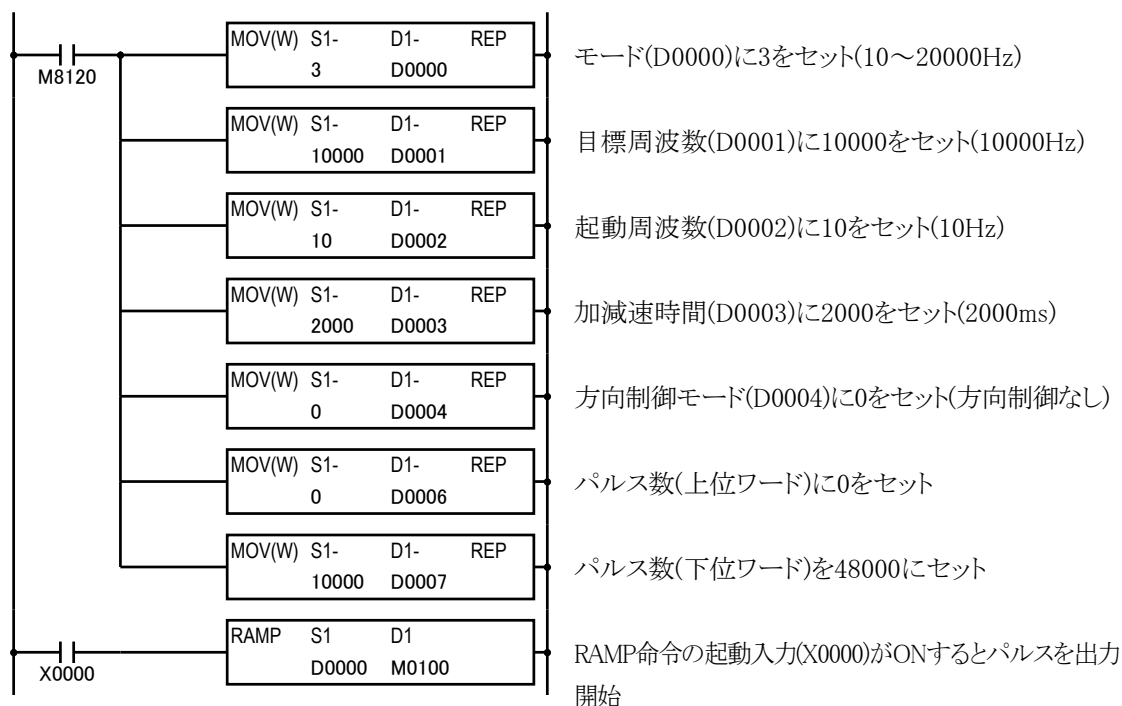 MOV(W) S1- D1- REP
3 D0000
モード(D0000)に3をセット(10～20000Hz)
M8120
MOV(W) S1- D1- REP
10000 D0001
目標周波数(D0001)に10000をセット(10000Hz)
MOV(W) S1- D1- REP
10 D0002
起動周波数(D0002)に10をセット(10Hz)
MOV(W) S1- D1- REP
2000 D0003
加減速時間(D0003)に2000をセット(2000ms)
MOV(W) S1- D1- REP
0 D0004
方向制御モード(D0004)に0をセット(方向制御なし)
MOV(W) S1- D1- REP
0 D0006
パルス数(上位ワード)に0をセット
MOV(W) S1- D1- REP
10000 D0007
パルス数(下位ワード)を48000にセット
RAMP S1 D1
D0000 M0100
X0000
RAMP命令の起動入力(X0000)がONするとパルスを出力
開始